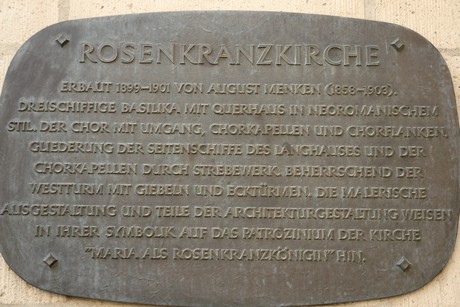 ROSENKRANZKIRCHE
ERBAUT 1899–1901 VON AUGUST MENKEN (1858–1903).
DREISCHIFFIGE BASILIKA MIT QUERHAUS IN NEOROMANISCHEM
STIL. DER CHOR MIT UMGANG, CHORKAPELLEN UND CHORFLANKEN.
GLIEDERUNG DER SEITENSCHIFFE DES LANGHAUSES UND DER
CHORKAPELLEN DURCH STREBEWERK. BEHERRSCHEND DER
WESTTURM MIT GIEBELN UND ECKTÜRMEN. DIE MALERISCHE
AUSGESTALTUNG UND TEILE DER ARCHITEKTURGESTALTUNG WEISEN
IN IHRER SYMBOLIK AUF DAS PATROZINIUM DER KIRCHE
"MARIA ALS ROSENKRANZKÖNIGIN" HIN.